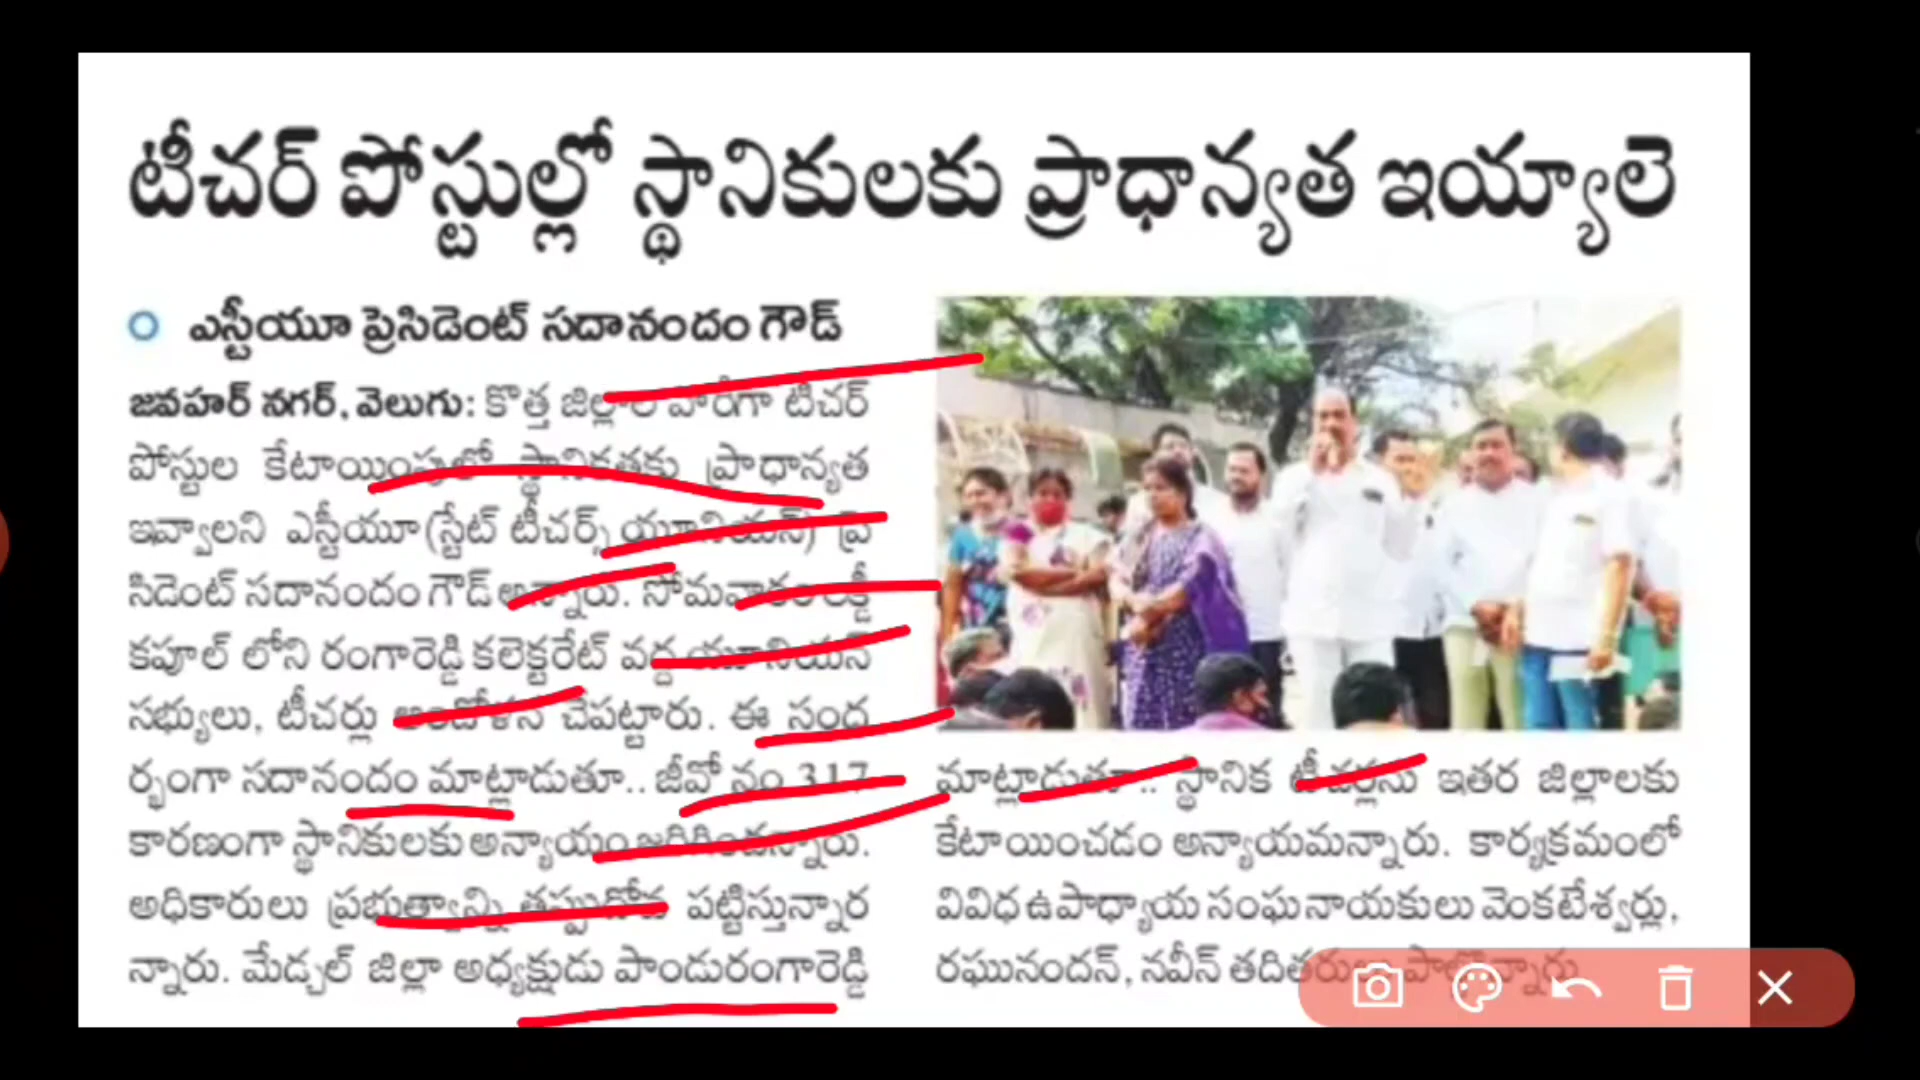 టీచర్ పోస్టుల్లో స్థానికులకు ప్రాధాన్యత ఇయ్యాలె
ఎస్టీయూ ప్రెసిడెంట్ సదానందం గౌడ్
జవహర్ నగర్, వెలుగు: కొత్త జిల్లాల వారీగా టీచర్
పోస్టుల కేటాయింపులో స్థానికతకు ప్రాధాన్యత
ఇవ్వాలని ఎస్టీయూ(స్టేట్ టీచర్స్ యూనియన్) ప్రె
సిడెంట్ సదానందం గౌడ్ అన్నారు. సోమవారం లక్డీ
కపూల్ లోని రంగారెడ్డి కలెక్టరేట్ వద్ద యూనియన్
సభ్యులు, టీచర్లు ఆందోళన చేపట్టారు. ఈ సంద
ర్భంగా సదానందం మాట్లాడుతూ.. జీవో నం 317
కారణంగా స్థానికులకు అన్యాయం జరిగిందన్నారు.
అధికారులు ప్రభుత్వాన్ని తప్పుదోవ పట్టిస్తున్నార
న్నారు. మేడ్చల్ జిల్లా అధ్యక్షుడు పాండురంగారెడ్డి
మాట్లాడుతూ.. స్థానిక టీచర్లను ఇతర జిల్లాలకు
కేటాయించడం అన్యాయమన్నారు. కార్యక్రమంలో
వివిధ ఉపాధ్యాయ సంఘ నాయకులు వెంకటేశ్వర్లు,
రఘునందన్, నవీన్ తదితరులు పాల్గొన్నారు.